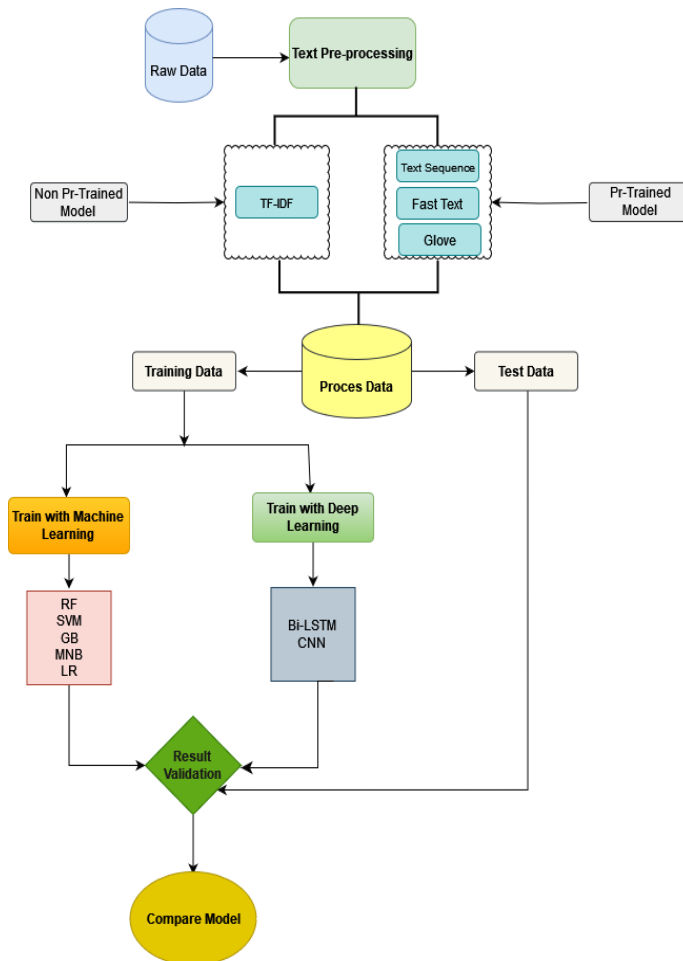 Raw Data
Text Pre-processing
Non Pr-Trained
Model
TF-IDF
Text Sequence
Fast Text
Glove
Pr-Trained
Model
Training Data
Proces Data
Test Data
Train with Machine
Learning
Train with Deep
Learning
RF
SVM
GB
MNB
LR
Bi-LSTM
CNN
Result
Validation
Compare Model